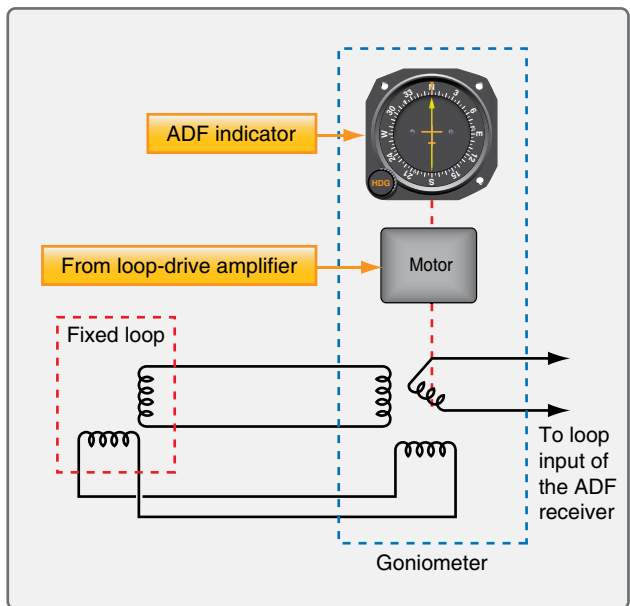 N
3
6
E
12
15
S
21
24
W
30
33
HDG
ADF indicator
From loop-drive amplifier
Motor
Fixed loop
To loop
input of
the ADF
receiver
Goniometer